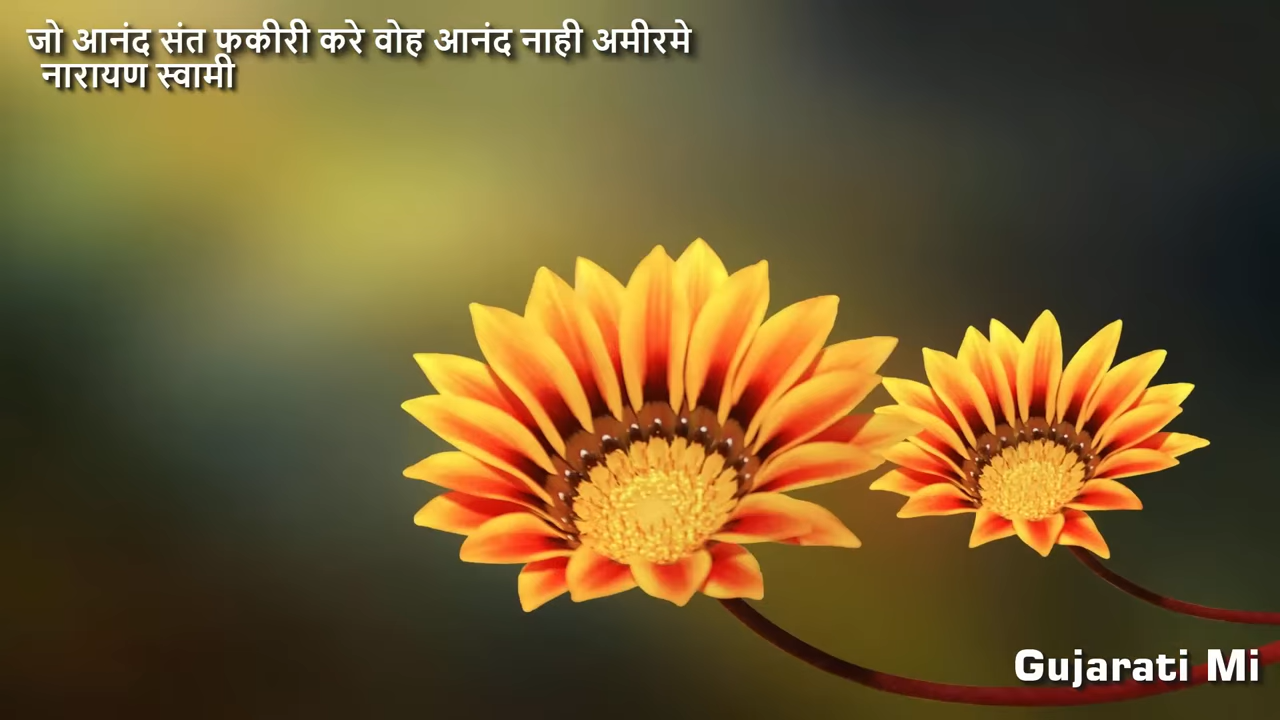 जो आनंद संत फकीरी करे वोह आनंद नाही अमीरमे
नारायण स्वामी
Gujarati Mi